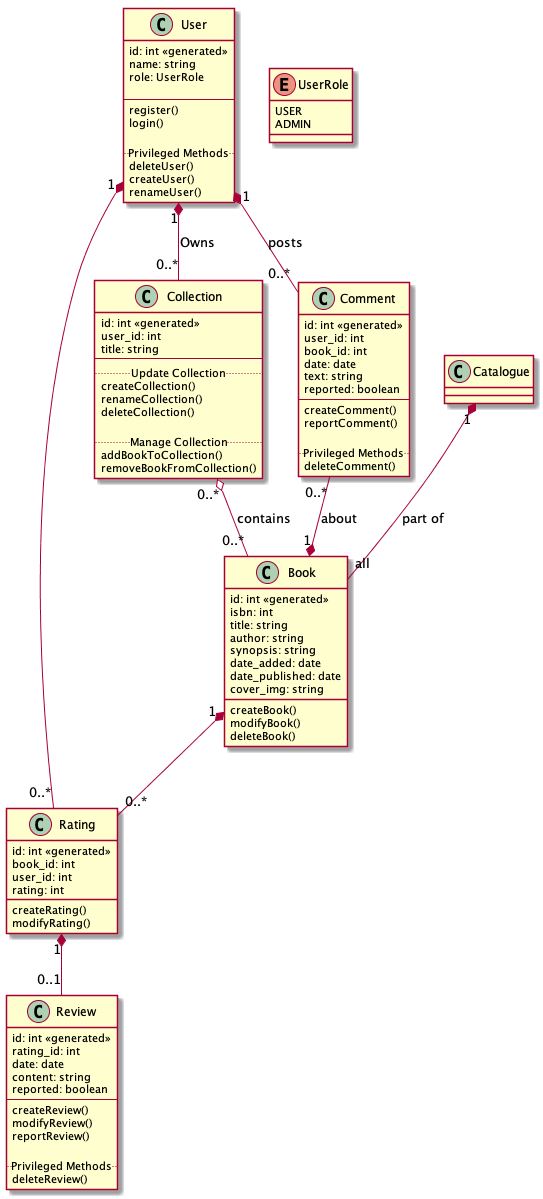 C User
id: int «generated»
name: string
role: UserRole
register()
login()
Privileged Methods
deleteUser()
createUser()
renameUser()
E UserRole
USER
ADMIN
1
1
1
Owns
posts
0..*
0..*
C Collection
id: int «generated»
user_id: int
title: string
Update Collection
createCollection()
renameCollection()
deleteCollection()
Manage Collection
addBookToCollection()
removeBookFromCollection()
C Comment
id: int «generated»
user_id: int
book_id: int
date: date
text: string
reported: boolean
createComment()
reportComment()
Privileged Methods
deleteComment()
C Catalogue
1
0..*
0..*
contains
about
part of
0..*
1
all
C Book
id: int «generated»
isbn: int
title: string
author: string
synopsis: string
date_added: date
date_published: date
cover_img: string
createBook()
modifyBook()
deleteBook()
1
0..*
0..*
C Rating
id: int «generated»
book_id: int
user_id: int
rating: int
createRating()
modifyRating()
1
0..1
C Review
id: int «generated»
rating_id: int
date: date
content: string
reported: boolean
createReview()
modifyReview()
reportReview()
Privileged Methods
deleteReview()